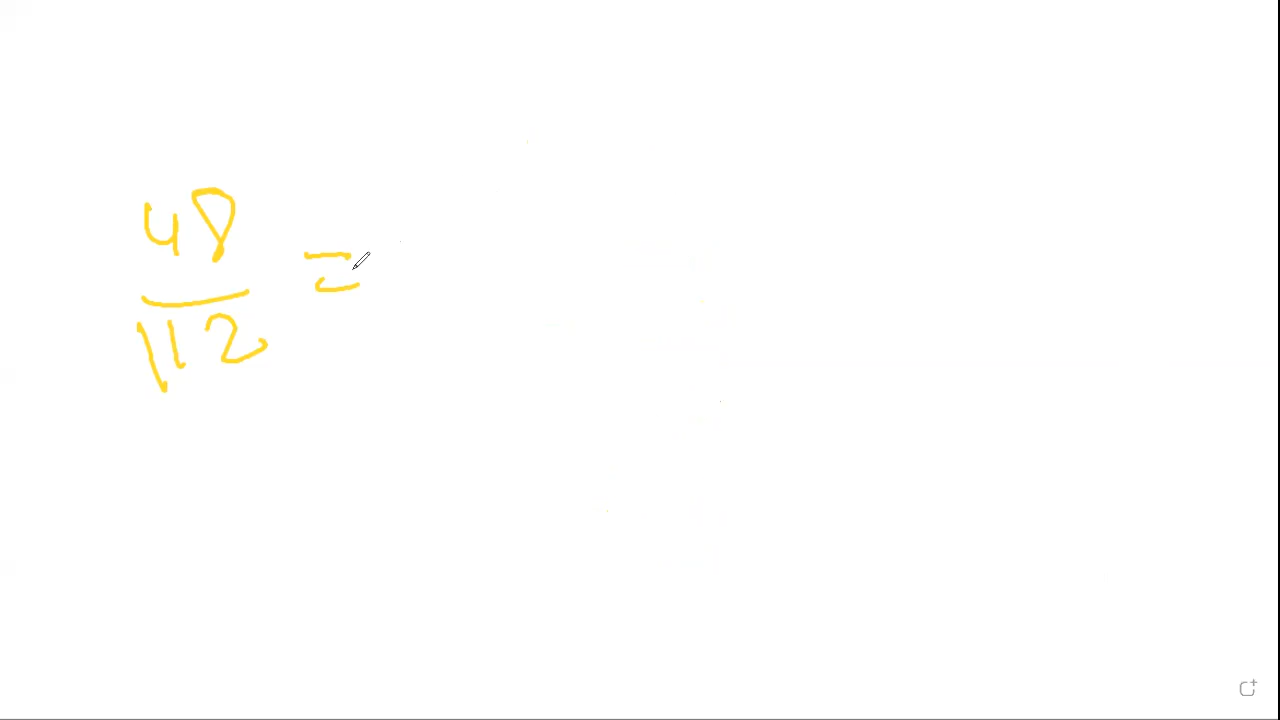 48
112 =